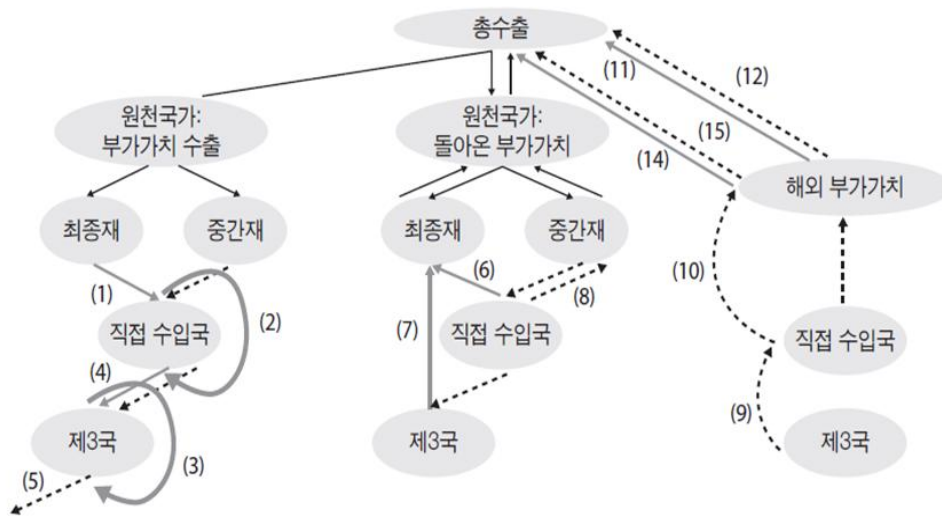 총수출
(11)
(12)
원천국가:
부가가치 수출
원천국가:
돌아온 부가가치
(15)
(14)
해외 부가가치
최종재
중간재
최종재
중간재
(1)
(6)
(10)
(2)
(7)
(8)
직접 수입국
직접 수입국
직접 수입국
(4)
(9)
제3국
(3)
제3국
제3국
(5)